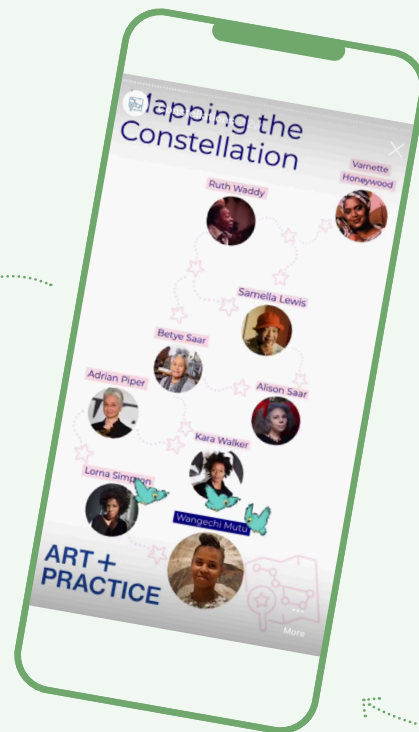 Mapping the
Constellation
Varnette
Honeywood
Ruth Waddy
Samella Lewis
Betye Saar
Adrian Piper
Alison Saar
Kara Walker
Lorna Simpson
Wangechi Mutu
ART+
PRACTICE
More